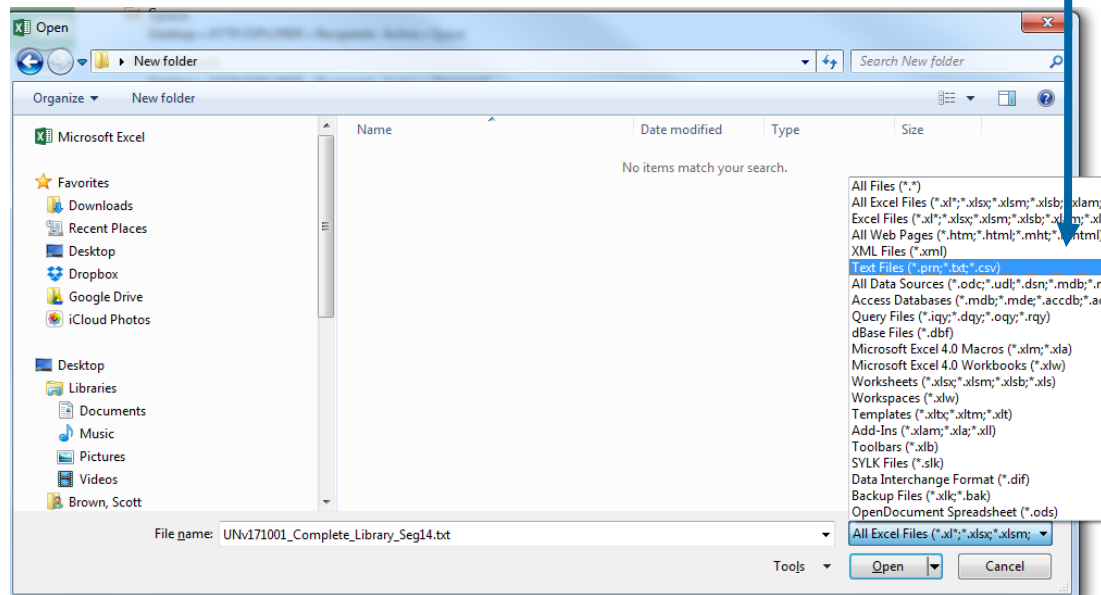 Open
New folder
Search New folder
Organize
New folder
Name
Date modified
Type
Size
No items match your search.
Microsoft Excel
Favorites
Downloads
Recent Places
Desktop
Dropbox
Google Drive
iCloud Photos
Desktop
Libraries
Documents
Music
Pictures
Videos
Brown, Scott
All Files (*.*)
All Excel Files (*.xl*;*.xlsx;*.xlsm;*.xlsb;*.xlam;
Excel Files (*.xl*;*.xlsx;*.xlsm;*.xlsb;
All Web Pages (*.htm;*.html;*.mht;
XML Files (*.xml)
Text Files (*.prn;*.txt;*.csv)
All Data Sources (*.odc;*.udl;*.dsn;*.mdb;
Access Databases (*.mdb;*.mde;*.accdb;
Query Files (*.iqy;*.dqy;*.oqy;*.rqy)
dBase Files (*.dbf)
Microsoft Excel 4.0 Macros (*.xlm;*.xla)
Microsoft Excel 4.0 Workbooks (*.xlw)
Worksheets (*.xlsx;*.xlsm;*.xlsb;*.xls)
Workspaces (*.xlw)
Templates (*.xltx;*.xltm;*.xlt)
Add-Ins (*.xlam;*.xla;*.xll)
Toolbars (*.xlb)
SYLK Files (*.slk)
Data Interchange Format (*.dif)
Backup Files (*.xlk;*.bak)
OpenDocument Spreadsheet (*.ods)
File name: UNv171001_Complete_Library_Seg14.txt
All Excel Files (*.xl*;*.xlsx;*.xlsm;
Tools
Open
Cancel